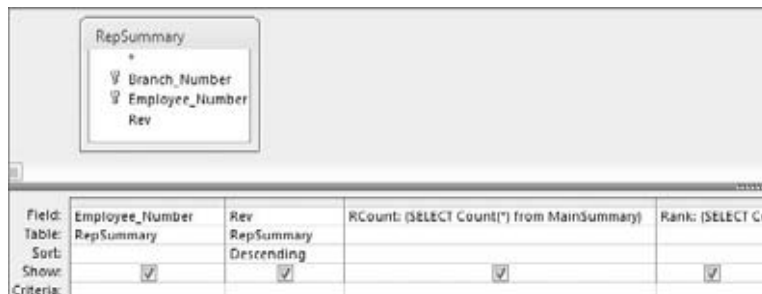 RepSummary
*
Branch_Number
Employee_Number
Rev
Field: Employee_Number Rev RCount: (SELECT Count(*) from MainSummary) Rank: (SELECT C
Table: RepSummary RepSummary
Sort: Descending
Show:
Criteria: